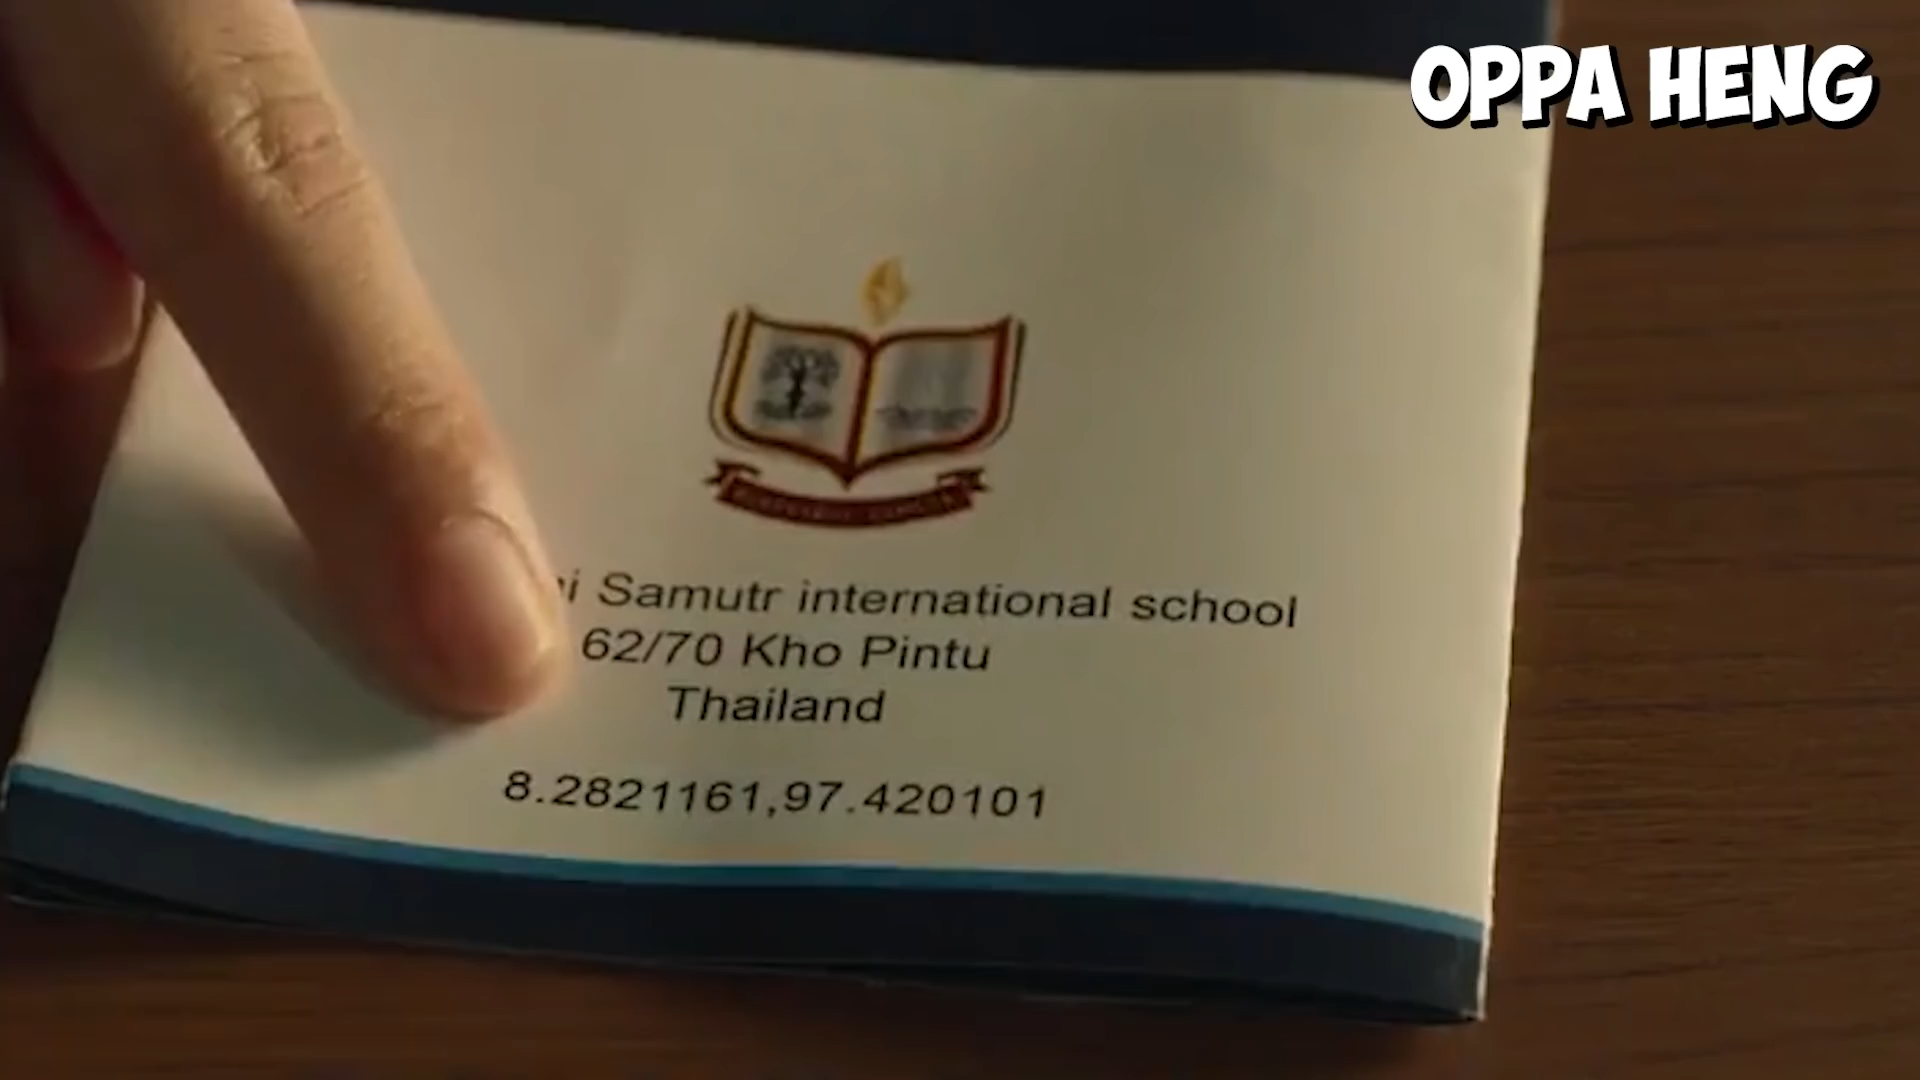 OPPA HENG
i Samutr international school
62/70 Kho Pintu
Thailand
8.2821161,97.420101